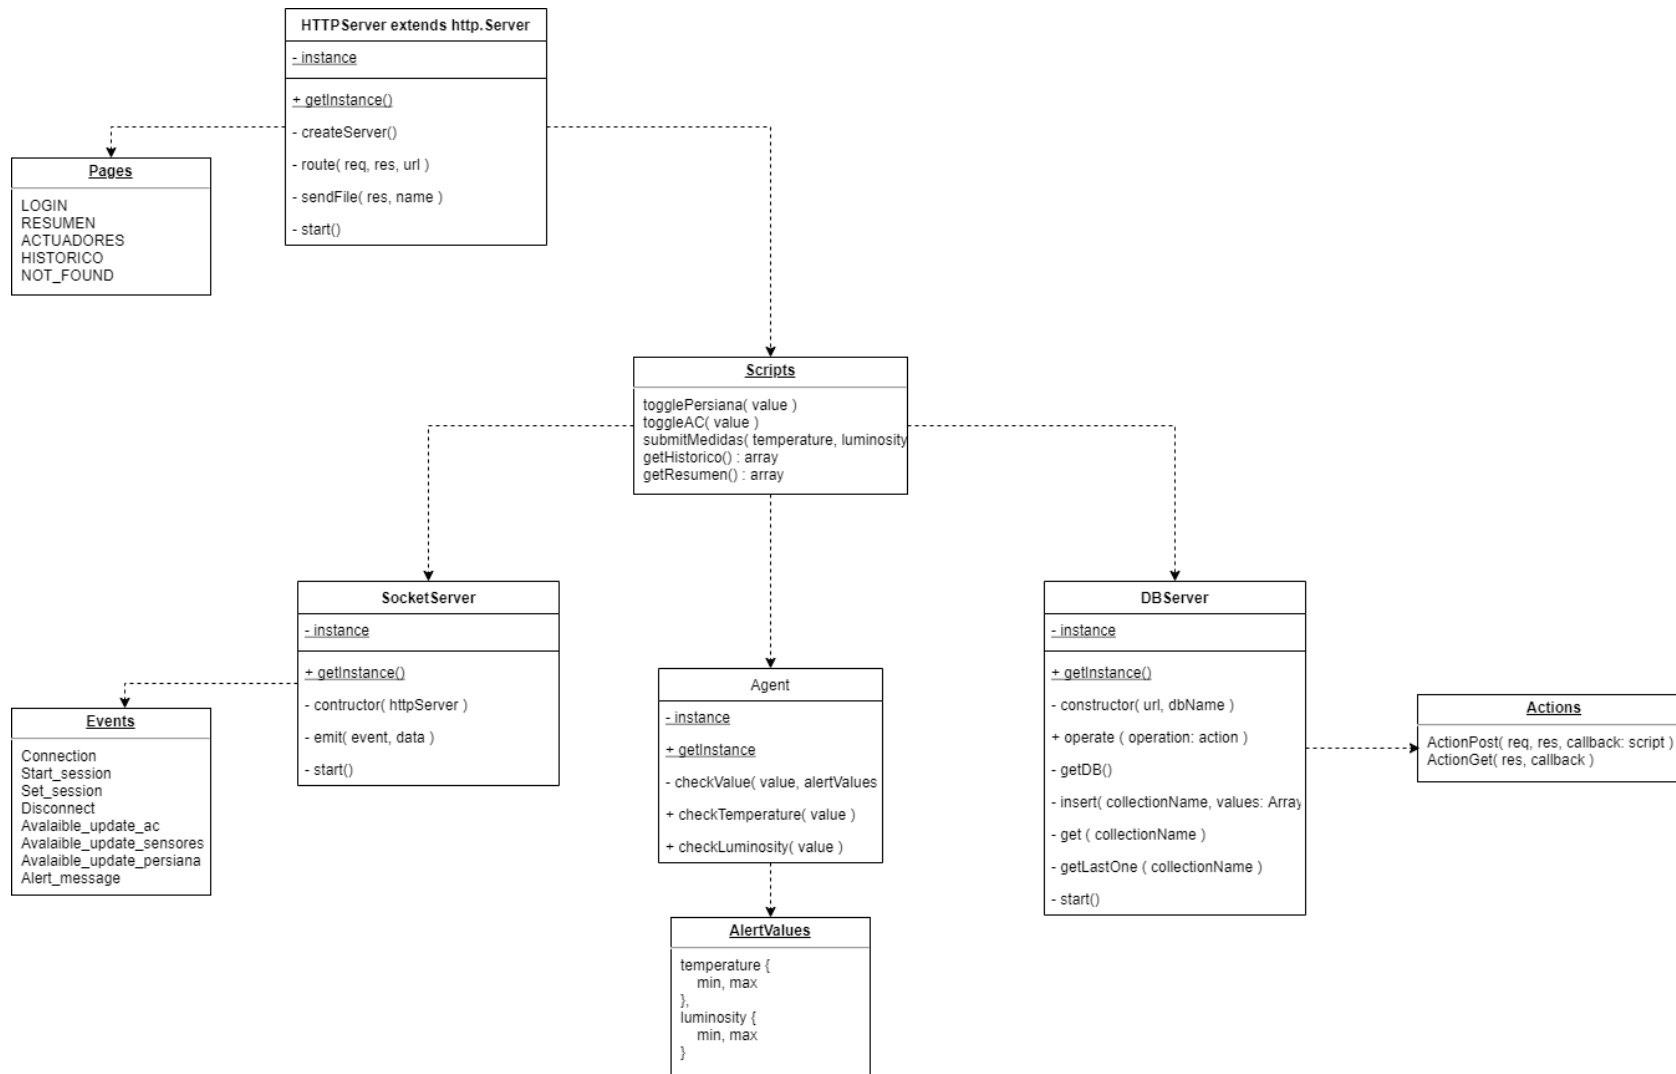 HTTPServer extends http.Server
- instance
+ getInstance()
- createServer()
- route( req, res, url )
- sendFile( res, name )
- start()
Pages
LOGIN
RESUMEN
ACTUADORES
HISTORICO
NOT_FOUND
Scripts
togglePersiana( value )
toggleAC( value )
submitMedidas( temperature, luminosity
getHistorico() : array
getResumen() : array
SocketServer
- instance
+ getInstance()
- contructor( httpServer )
- emit( event, data )
- start()
Events
Connection
Start_session
Set_session
Disconnect
Avalaible_update_ac
Avalaible_update_sensores
Avalaible_update_persiana
Alert_message
Agent
- instance
+ getInstance
- checkValue( value, alertValues
+ checkTemperature( value )
+ checkLuminosity( value )
AlertValues
temperature {
min, max
},
luminosity {
min, max
}
DBServer
- instance
+ getInstance()
- constructor( url, dbName )
+ operate ( operation: action )
- getDB()
- insert( collectionName, values: Array
- get ( collectionName )
- getLastOne ( collectionName )
- start()
Actions
ActionPost( req, res, callback: script )
ActionGet( res, callback )